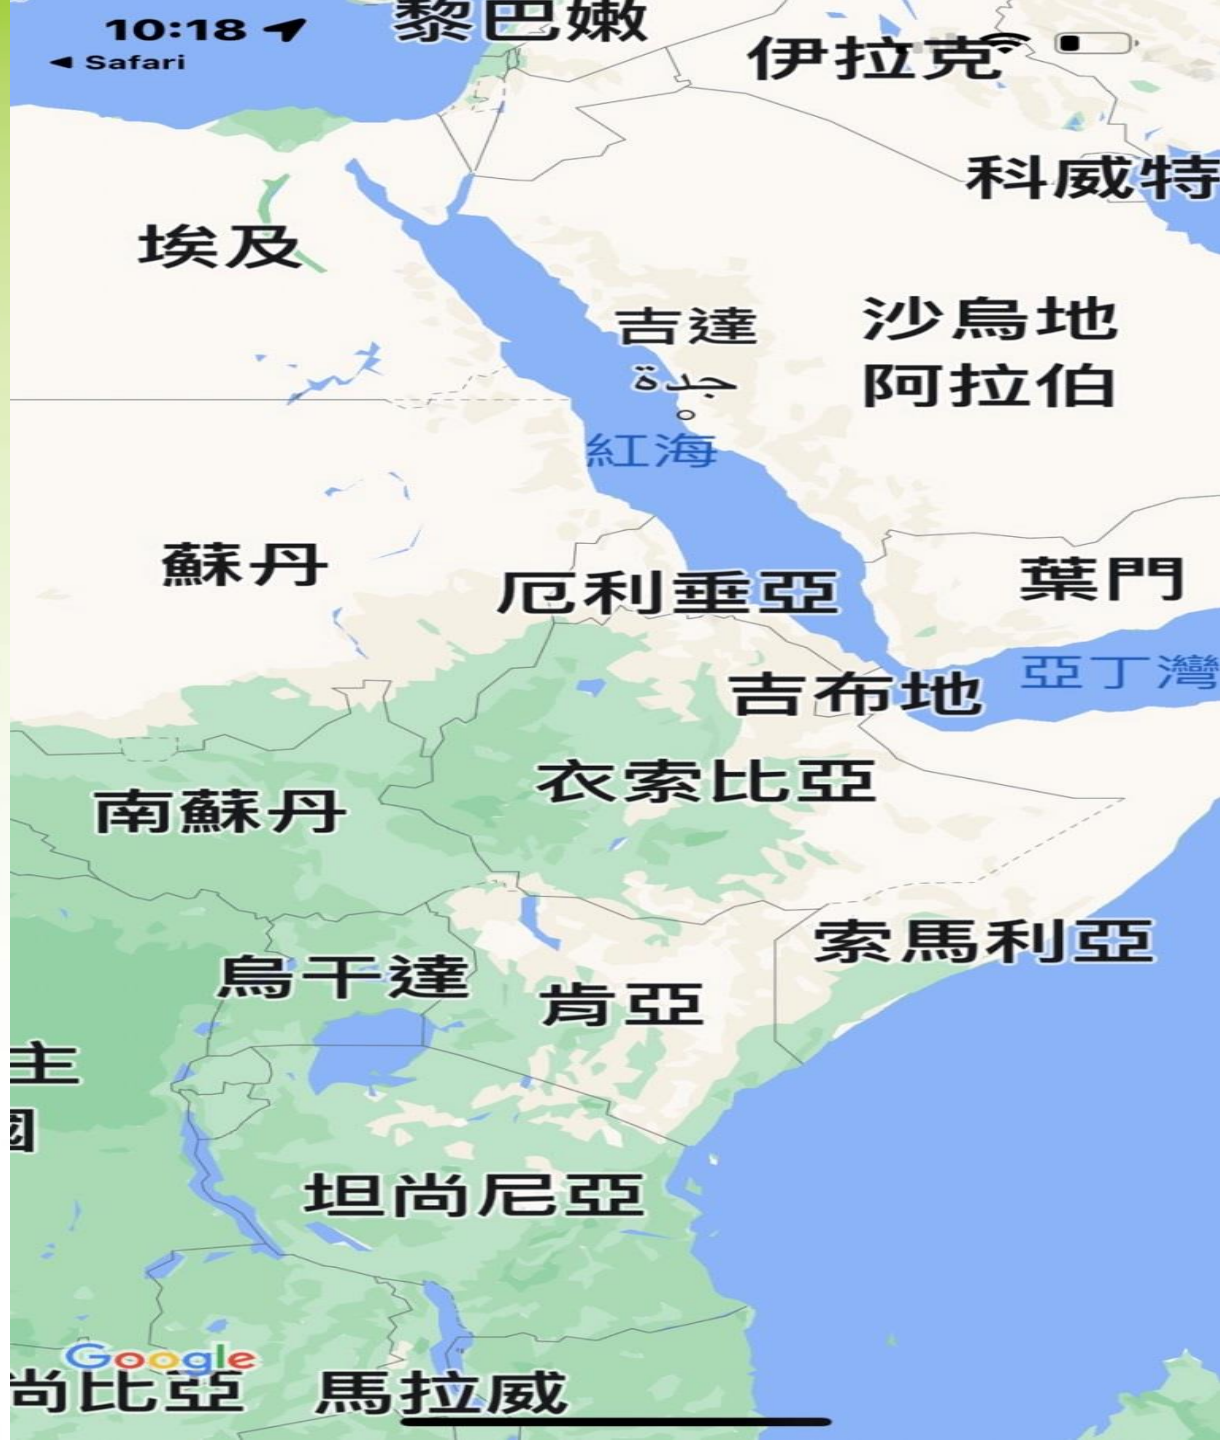 10:18
黎巴嫩
伊拉克
◀ Safari
科威特
埃及
吉達
جدة
沙烏地
阿拉伯
紅海
蘇丹
厄利垂亞
葉門
吉布地
亞丁灣
衣索比亞
南蘇丹
索馬利亞
烏干達
肯亞
主
國
坦尚尼亞
Google
尚比亞
馬拉威